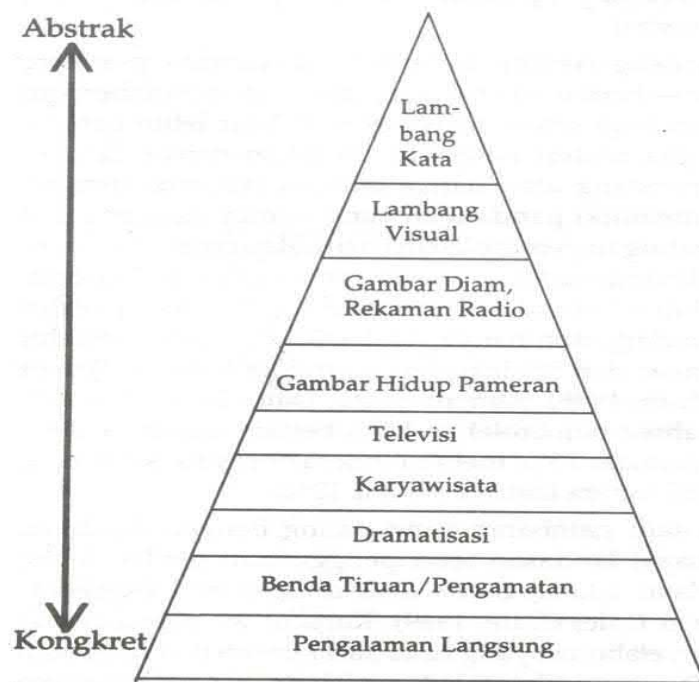 Abstrak
Lam-
bang
Kata
Lambang
Visual
Gambar Diam,
Rekaman Radio
Gambar Hidup Pameran
Televisi
Karyawisata
Dramatisasi
Benda Tiruan/Pengamatan
Kongkret
Pengalaman Langsung